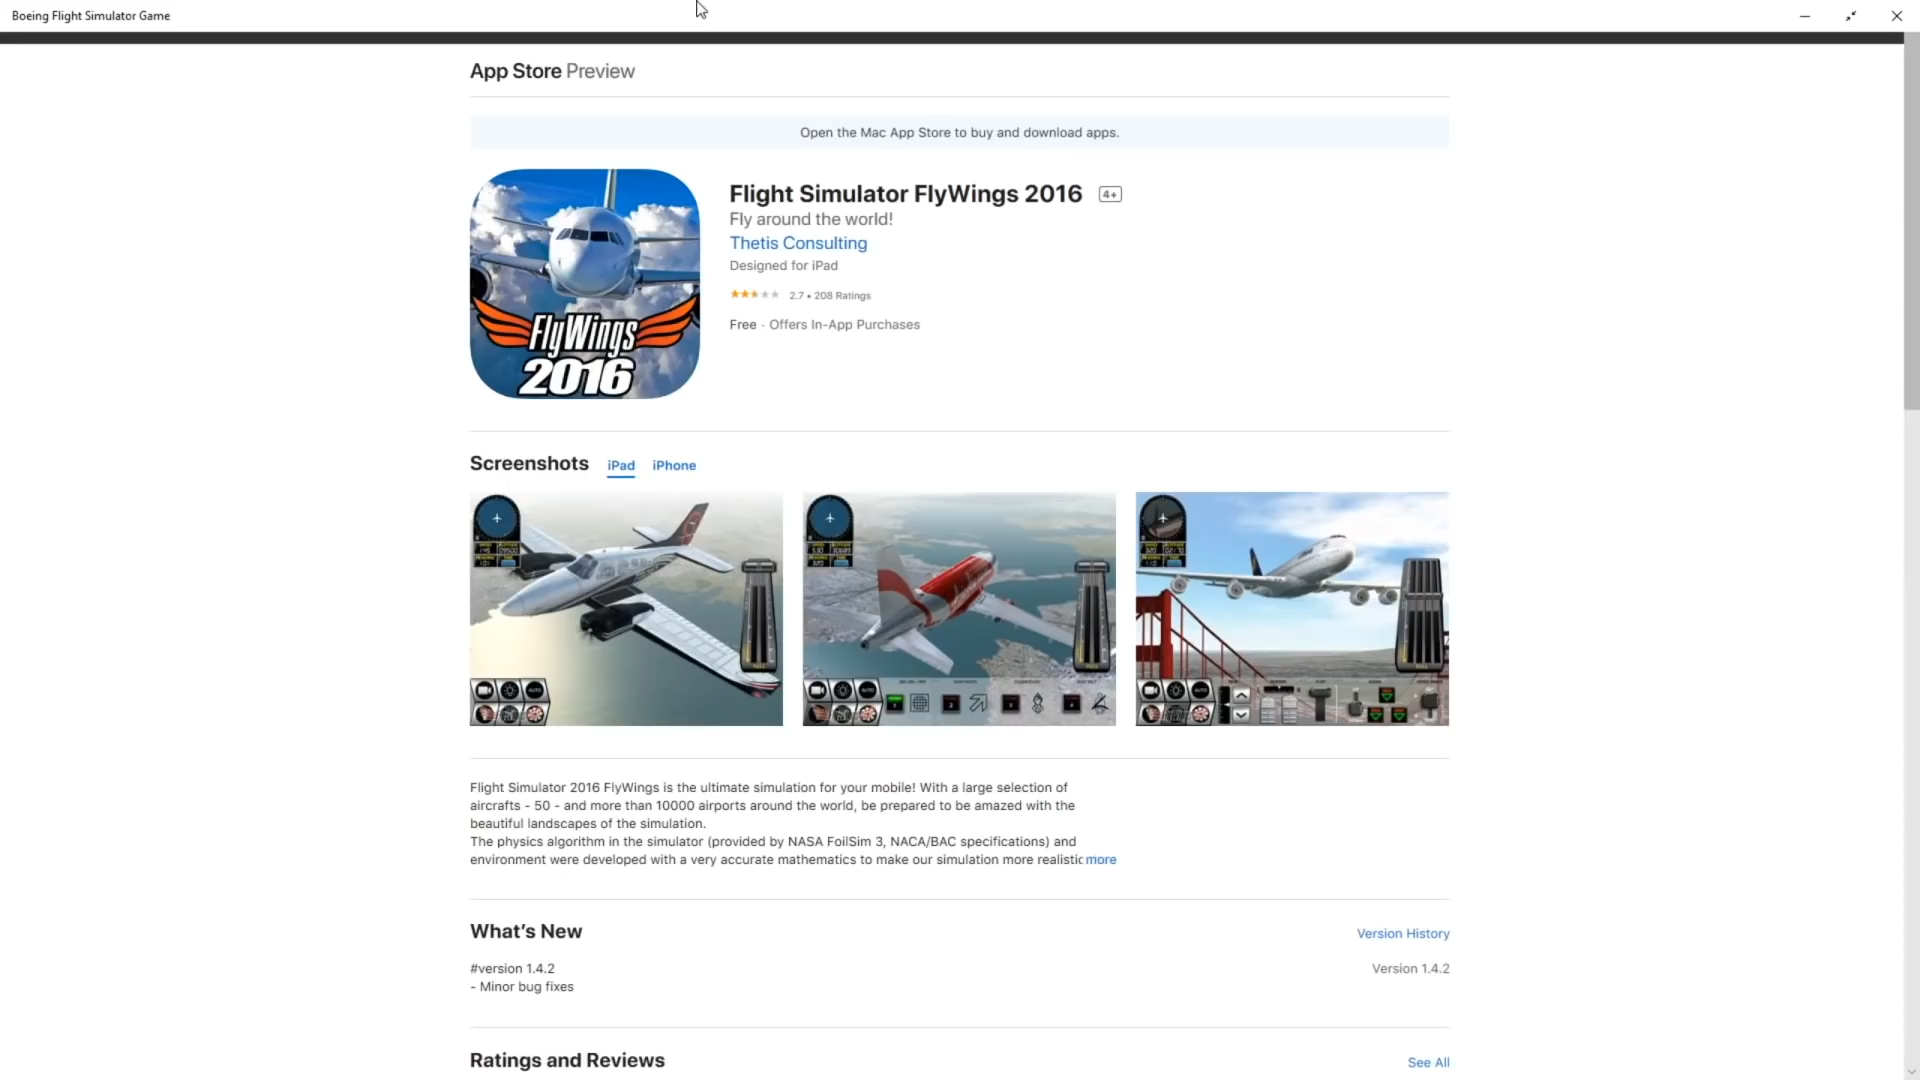 Boeing Flight Simulator Game
App Store Preview
Open the Mac App Store to buy and download apps.
FlyWings
2016
Flight Simulator FlyWings 2016 4+
Fly around the world!
Thetis Consulting
Designed for iPad
2.7 • 208 Ratings
Free · Offers In-App Purchases
Screenshots iPad iPhone
Flight Simulator 2016 FlyWings is the ultimate simulation for your mobile! With a large selection of
aircrafts - 50 - and more than 10000 airports around the world, be prepared to be amazed with the
beautiful landscapes of the simulation.
The physics algorithm in the simulator (provided by NASA FoilSim 3, NACA/BAC specifications) and
environment were developed with a very accurate mathematics to make our simulation more realistic more
What's New
Version History
#version 1.4.2
Version 1.4.2
- Minor bug fixes
Ratings and Reviews
See All